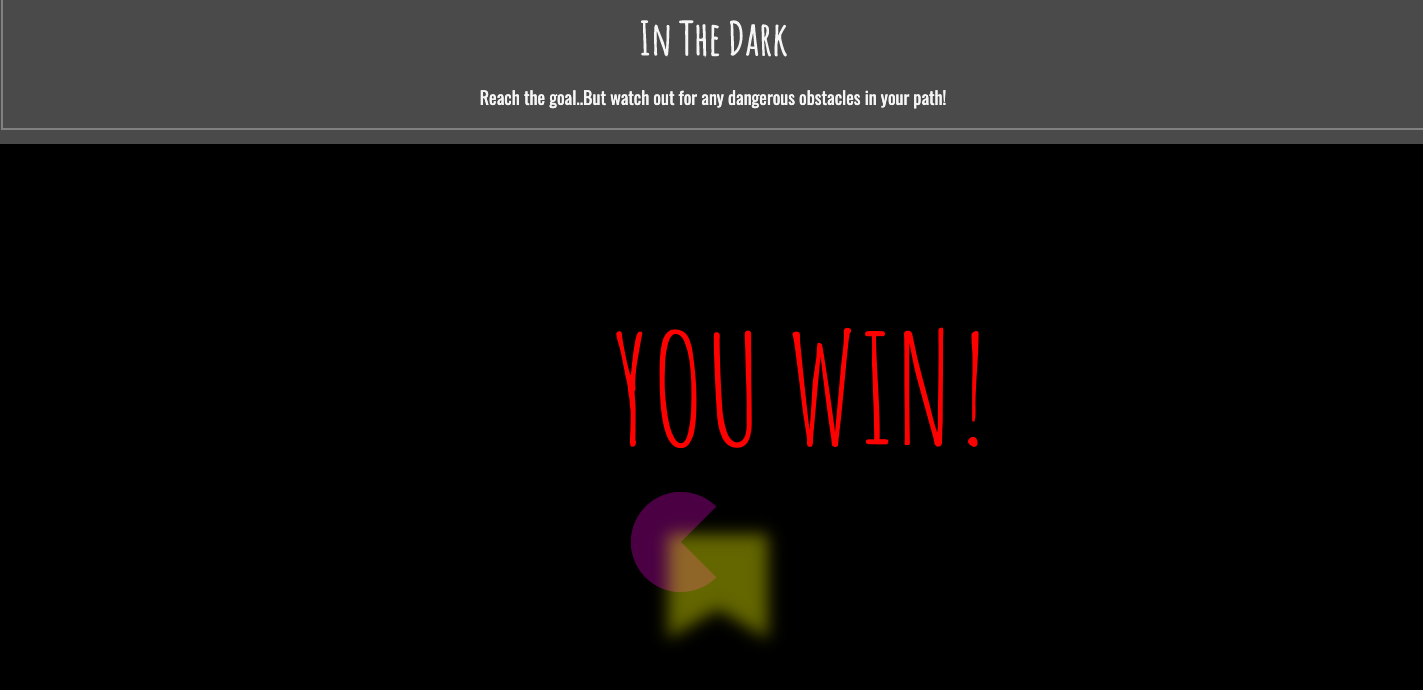 In The Dark
Reach the goal..But watch out for any dangerous obstacles in your path!
YOU WIN!